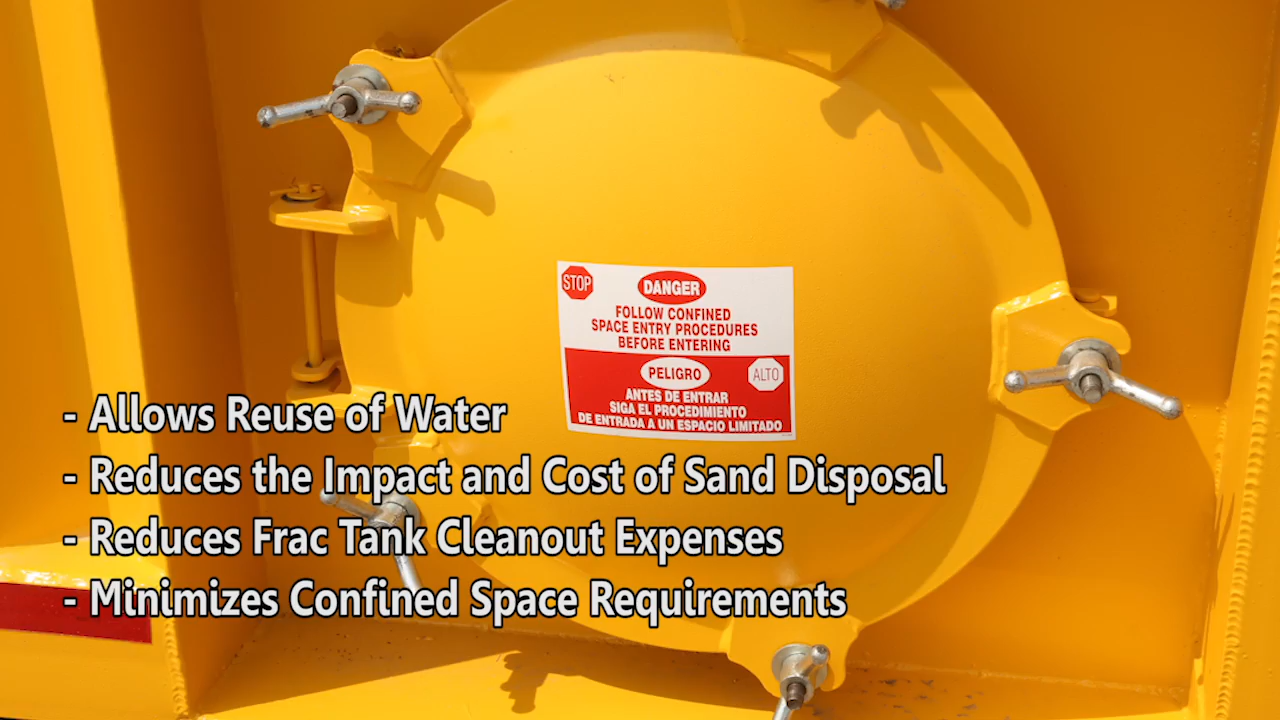 STOP
DANGER
FOLLOW CONFINED
SPACE ENTRY PROCEDURES
BEFORE ENTERING
PELIGRO
ALTO
ANTES DE ENTRAR
SIGA EL PROCEDIMIENTO
DE ENTRADA A UN ESPACIO LIMITADO
- Allows Reuse of Water
- Reduces the Impact and Cost of Sand Disposal
- Reduces Frac Tank Cleanout Expenses
- Minimizes Confined Space Requirements